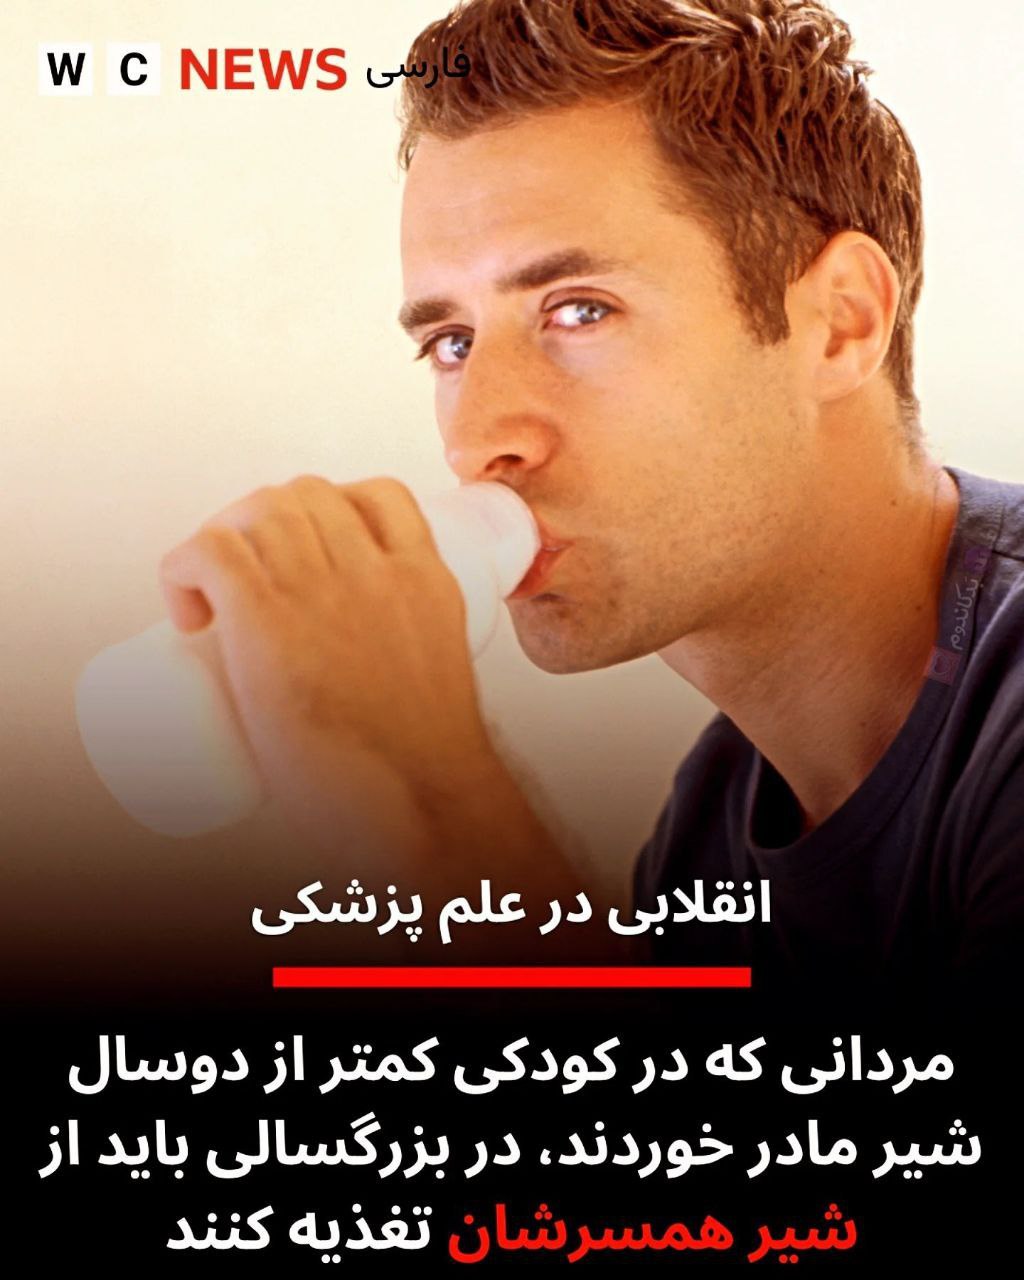 W C NEWS فارسی
تدکاندوم
انقلابی در علم پزشکی
مردانی که در کودکی کمتر از دوسال
شیر مادر خوردند، در بزرگسالی باید از
شیر همسرشان تغذیه کنند